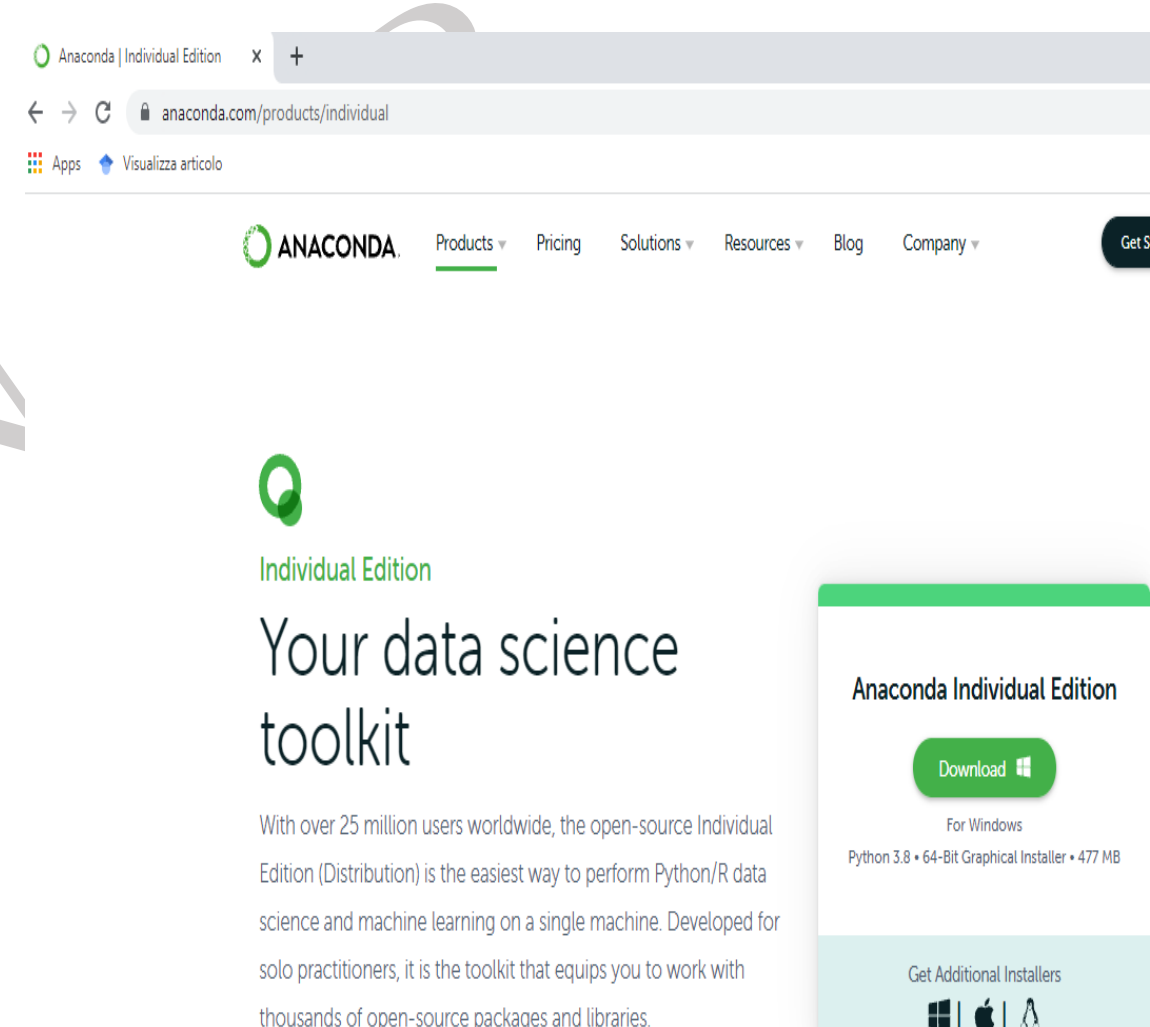 Anaconda | Individual Edition
anaconda.com/products/individual
Apps Visualizza articolo
ANACONDA. Products Pricing Solutions Resources Blog Company Get S
Individual Edition
Your data science
toolkit
With over 25 million users worldwide, the open-source Individual
Edition (Distribution) is the easiest way to perform Python/R data
science and machine learning on a single machine. Developed for
solo practitioners, it is the toolkit that equips you to work with
thousands of open-source packages and libraries.
Anaconda Individual Edition
Download
For Windows
Python 3.8 • 64-Bit Graphical Installer • 477 MB
Get Additional Installers